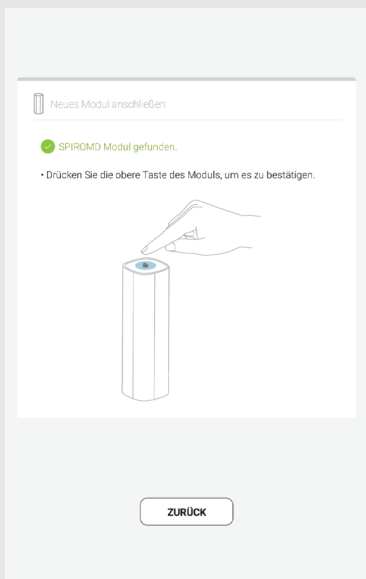 Neues Modul anschließen
SPIROMD Modul gefunden.
• Drücken Sie die obere Taste des Moduls, um es zu bestätigen.
ZURÜCK